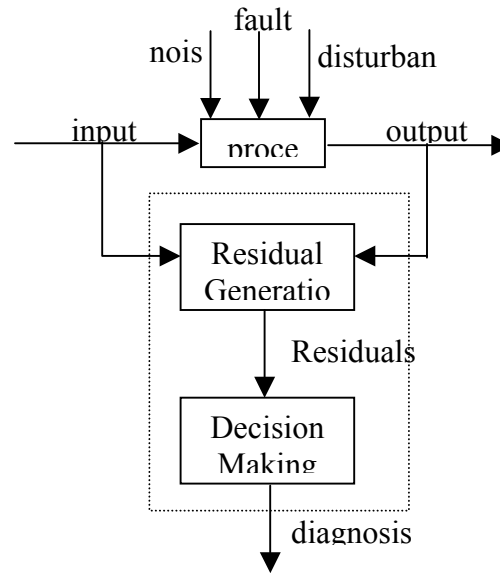 fault
nois
disturban
input
proce
output
Residual
Generatio
Residuals
Decision
Making
diagnosis